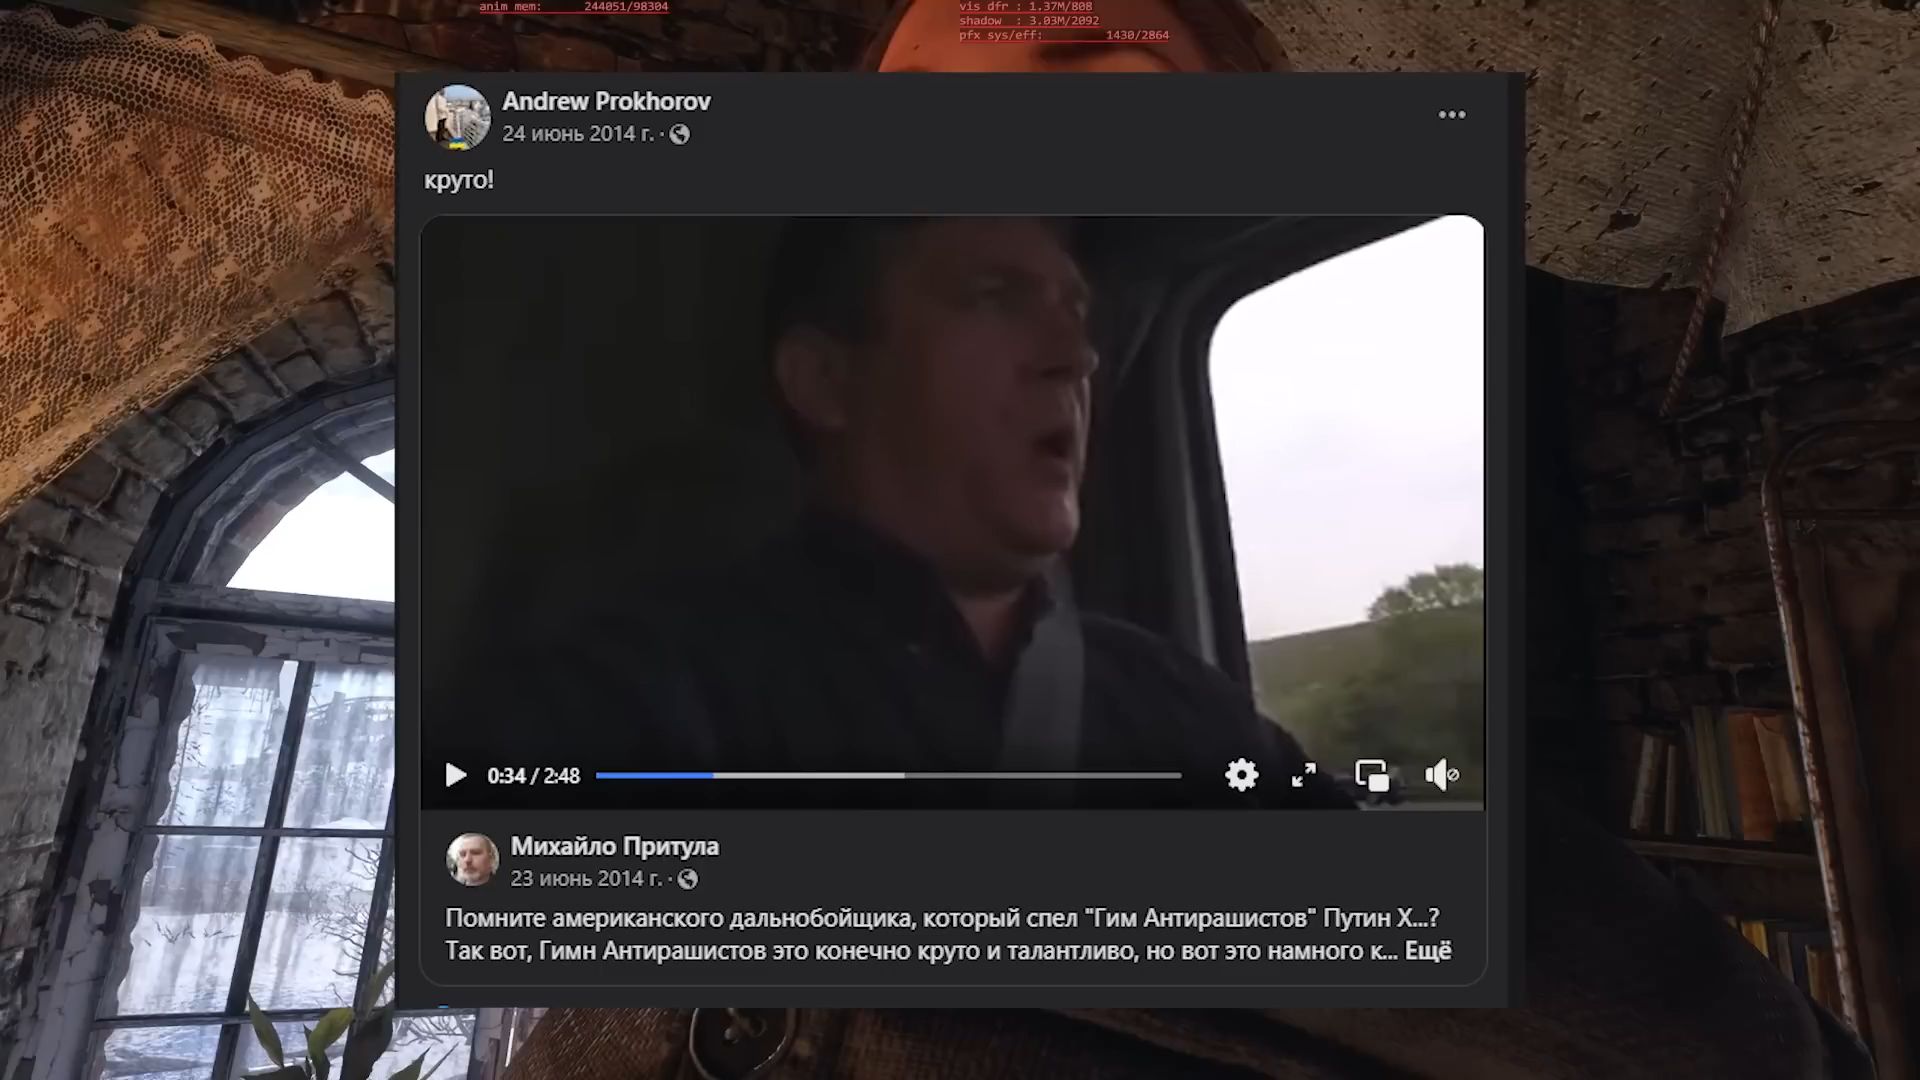 anim mem: 244051/98304
vis dfr : 1.37M/808
shadow : 3.03M/2092
pfx sys/eff: 1430/2864
Andrew Prokhorov
24 июнь 2014 г. ·
круто!
0:34 / 2:48
Михайло Притула
23 июнь 2014 г. ·
Помните американского дальнобойщика, который спел "Гим Антирашистов" Путин Х...?
Так вот, Гимн Антирашистов это конечно круто и талантливо, но вот это намного к... Ещё